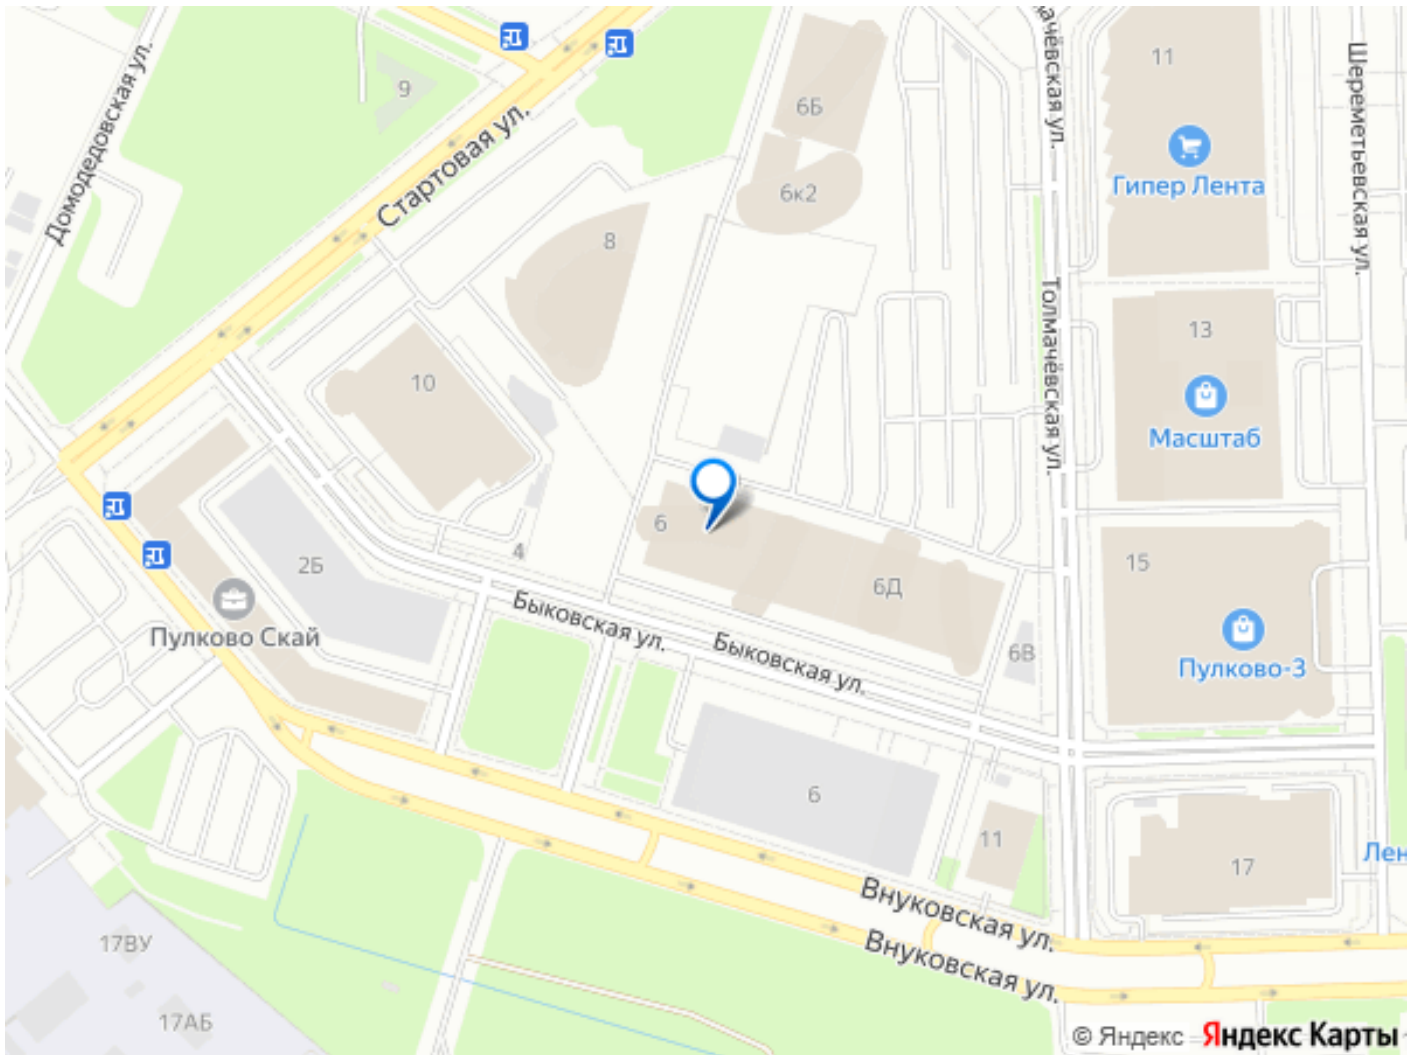 Домодедовская ул.
9
Стартовая ул.
6Б
6к2
8
10
11
Гипер Лента
Шереметьевская ул.
Толмачёвская ул.
13
Масштаб
15
Пулково-3
6
6Д
6В
4
2Б
Пулково Скай
Быковская ул.
Быковская ул.
6
11
17
Внуковская ул.
Внуковская ул.
17ВУ
17АБ
© Яндекс Яндекс Карты